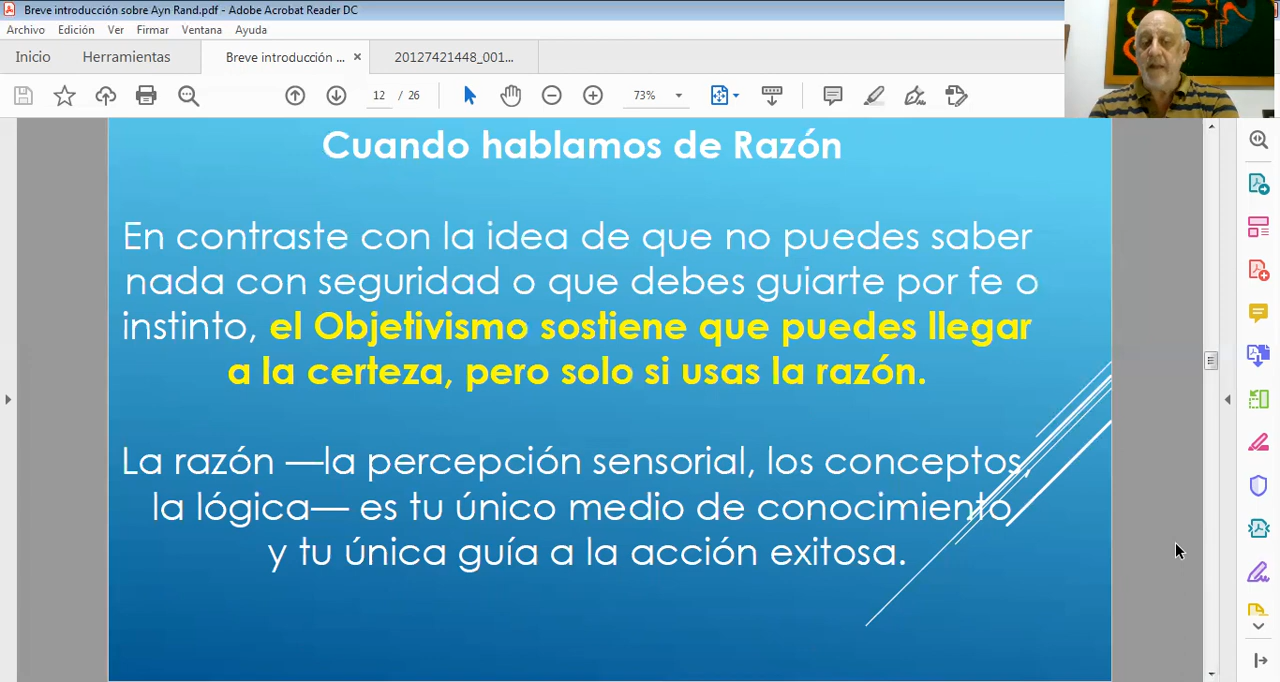 Breve introducción sobre Ayn Rand.pdf - Adobe Acrobat Reader DC
Archivo Edición Ver Firmar Ventana Ayuda
Inicio Herramientas Breve introducción ... × 20127421448_001...
12 / 26 73%
Cuando hablamos de Razón
En contraste con la idea de que no puedes saber
nada con seguridad o que debes guiarte por fe o
instinto, el Objetivismo sostiene que puedes llegar
a la certeza, pero solo si usas la razón.
La razón —la percepción sensorial, los conceptos,
la lógica— es tu único medio de conocimiento
y tu única guía a la acción exitosa.